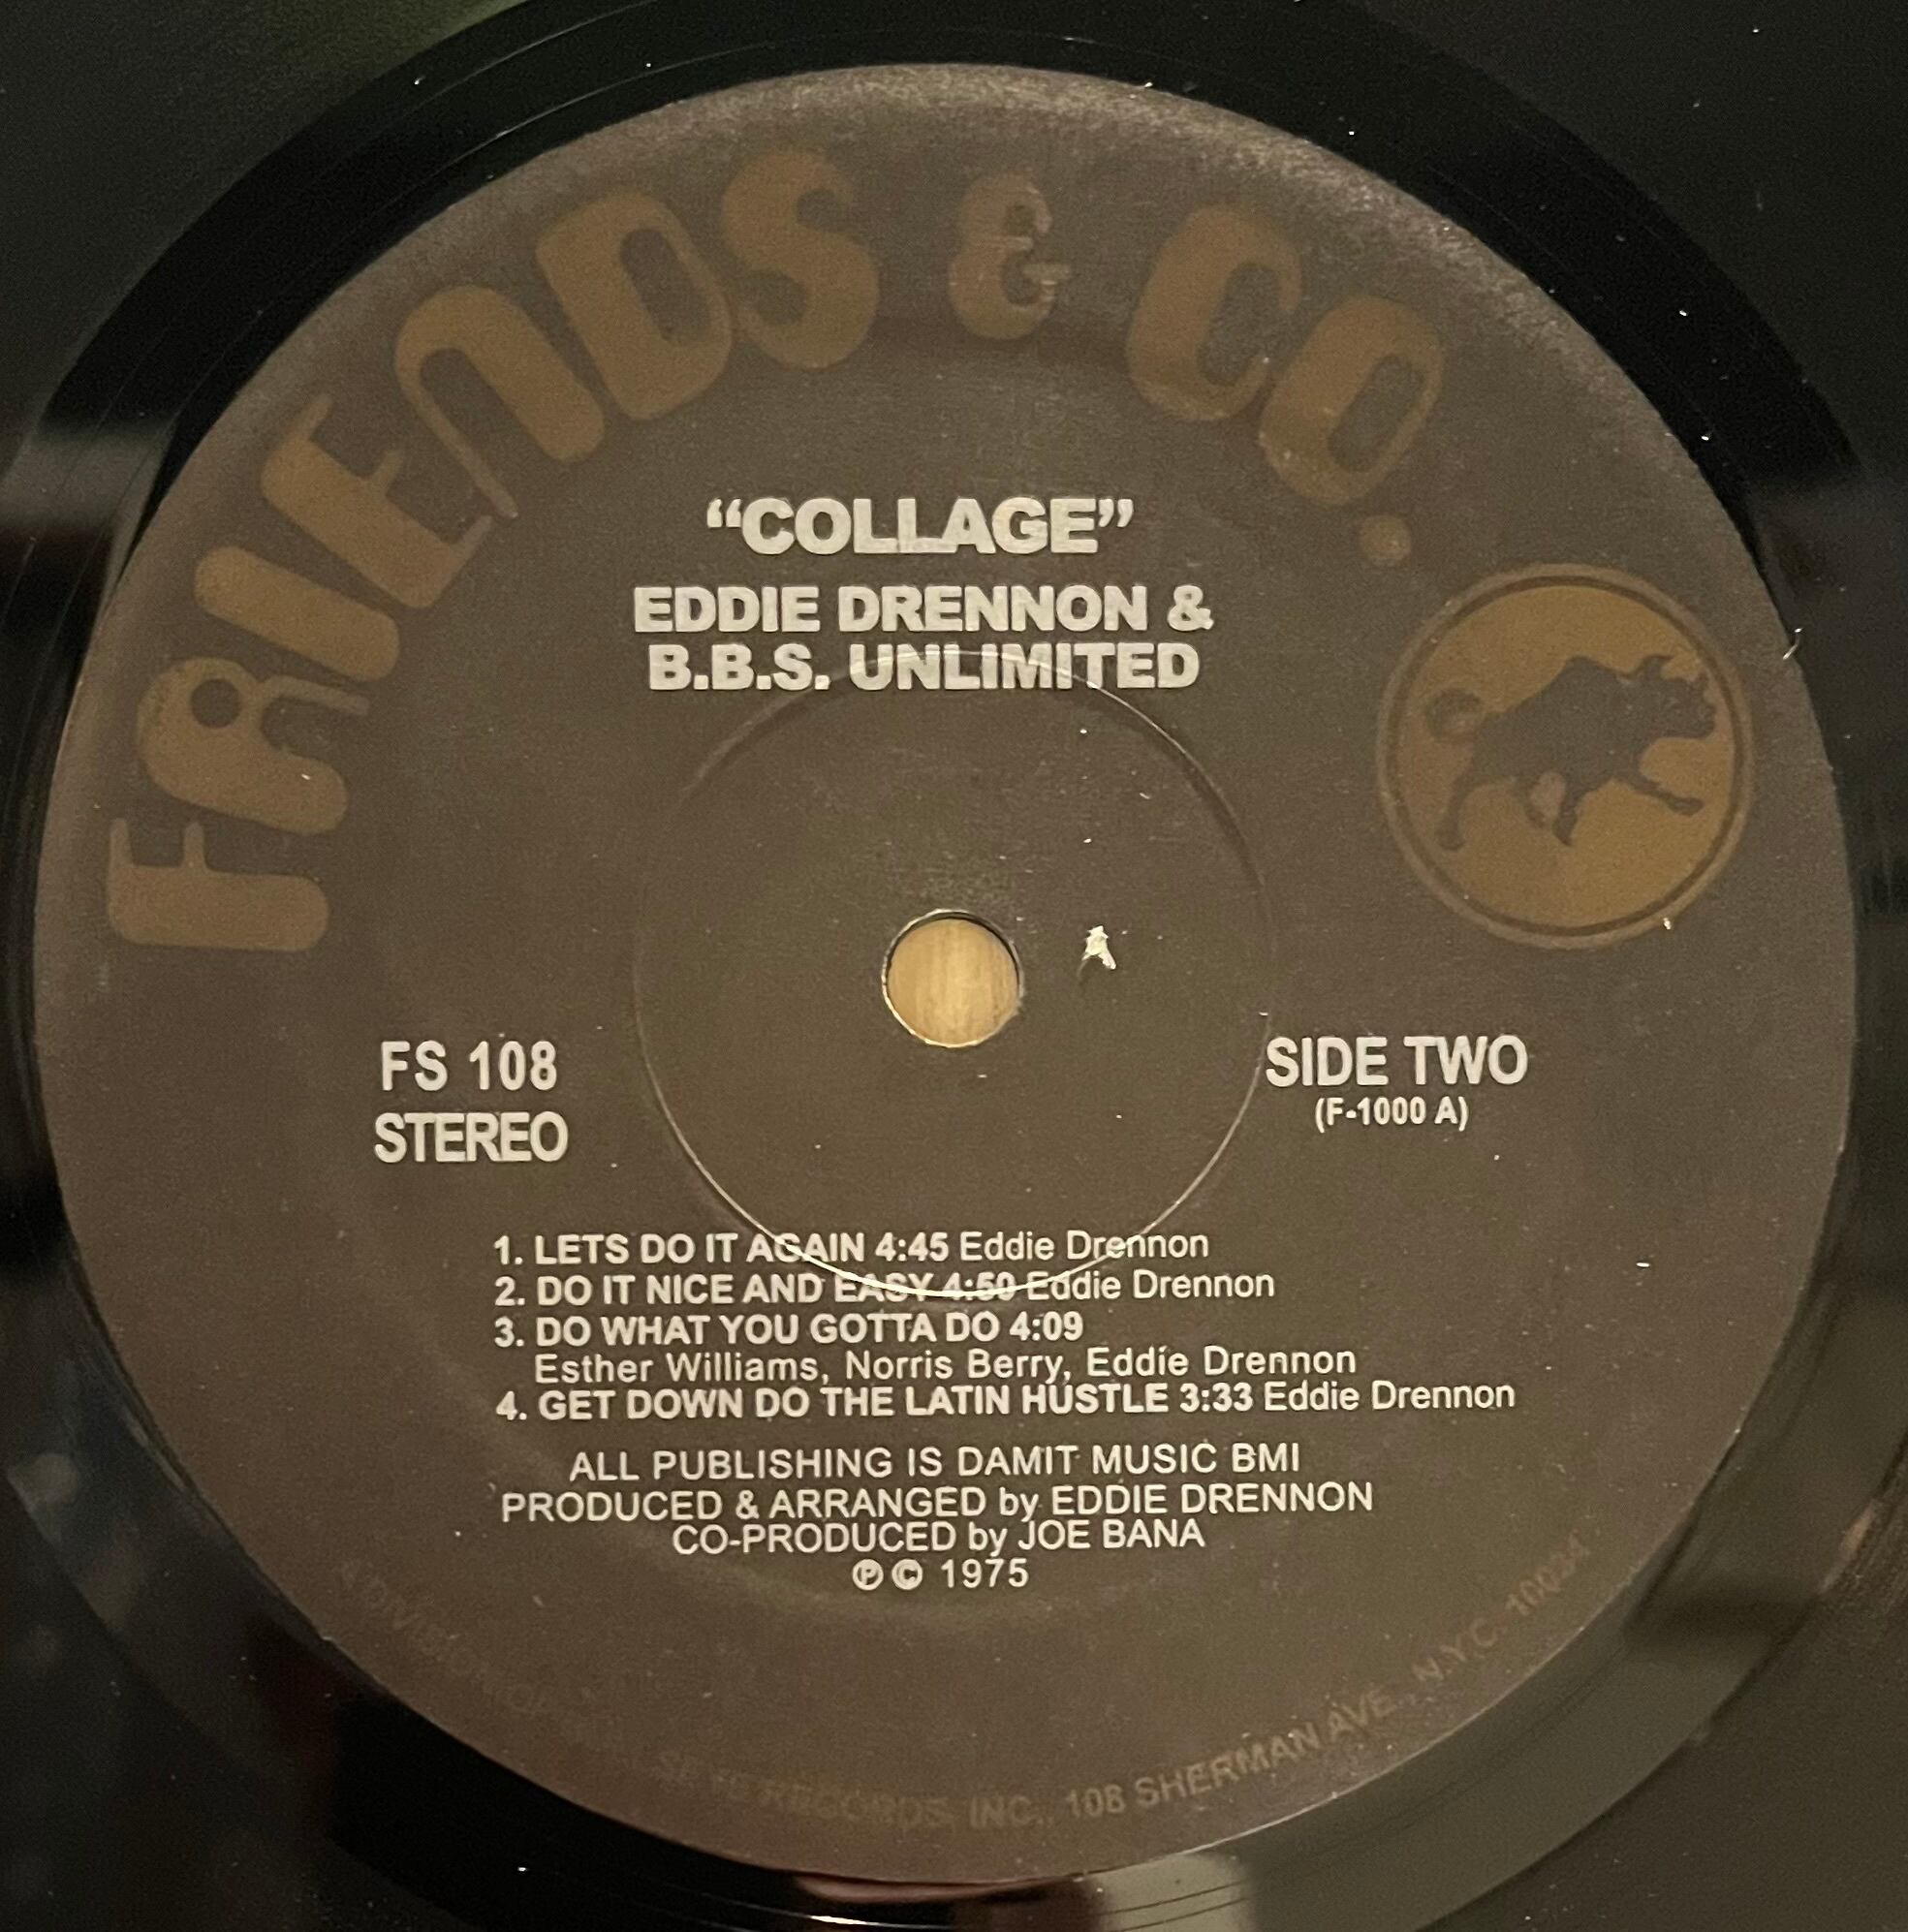 FRIENDS & CO.
“COLLAGE”
EDDIE DRENNON &
B.B.S. UNLIMITED
FS 108
STEREO
SIDE TWO
(F-1000 A)
1. LETS DO IT AGAIN 4:45 Eddie Drennon
2. DO IT NICE AND EASY 4:50 Eddie Drennon
3. DO WHAT YOU GOTTA DO 4:09
Esther Williams, Norris Berry, Eddie Drennon
4. GET DOWN DO THE LATIN HUSTLE 3:33 Eddie Drennon
ALL PUBLISHING IS DAMIT MUSIC BMI
PRODUCED & ARRANGED by EDDIE DRENNON
CO-PRODUCED by JOE BANA
℗ © 1975
A DIVISION OF RECORDS, INC., 108 SHERMAN AVE., N.Y.C. 10034